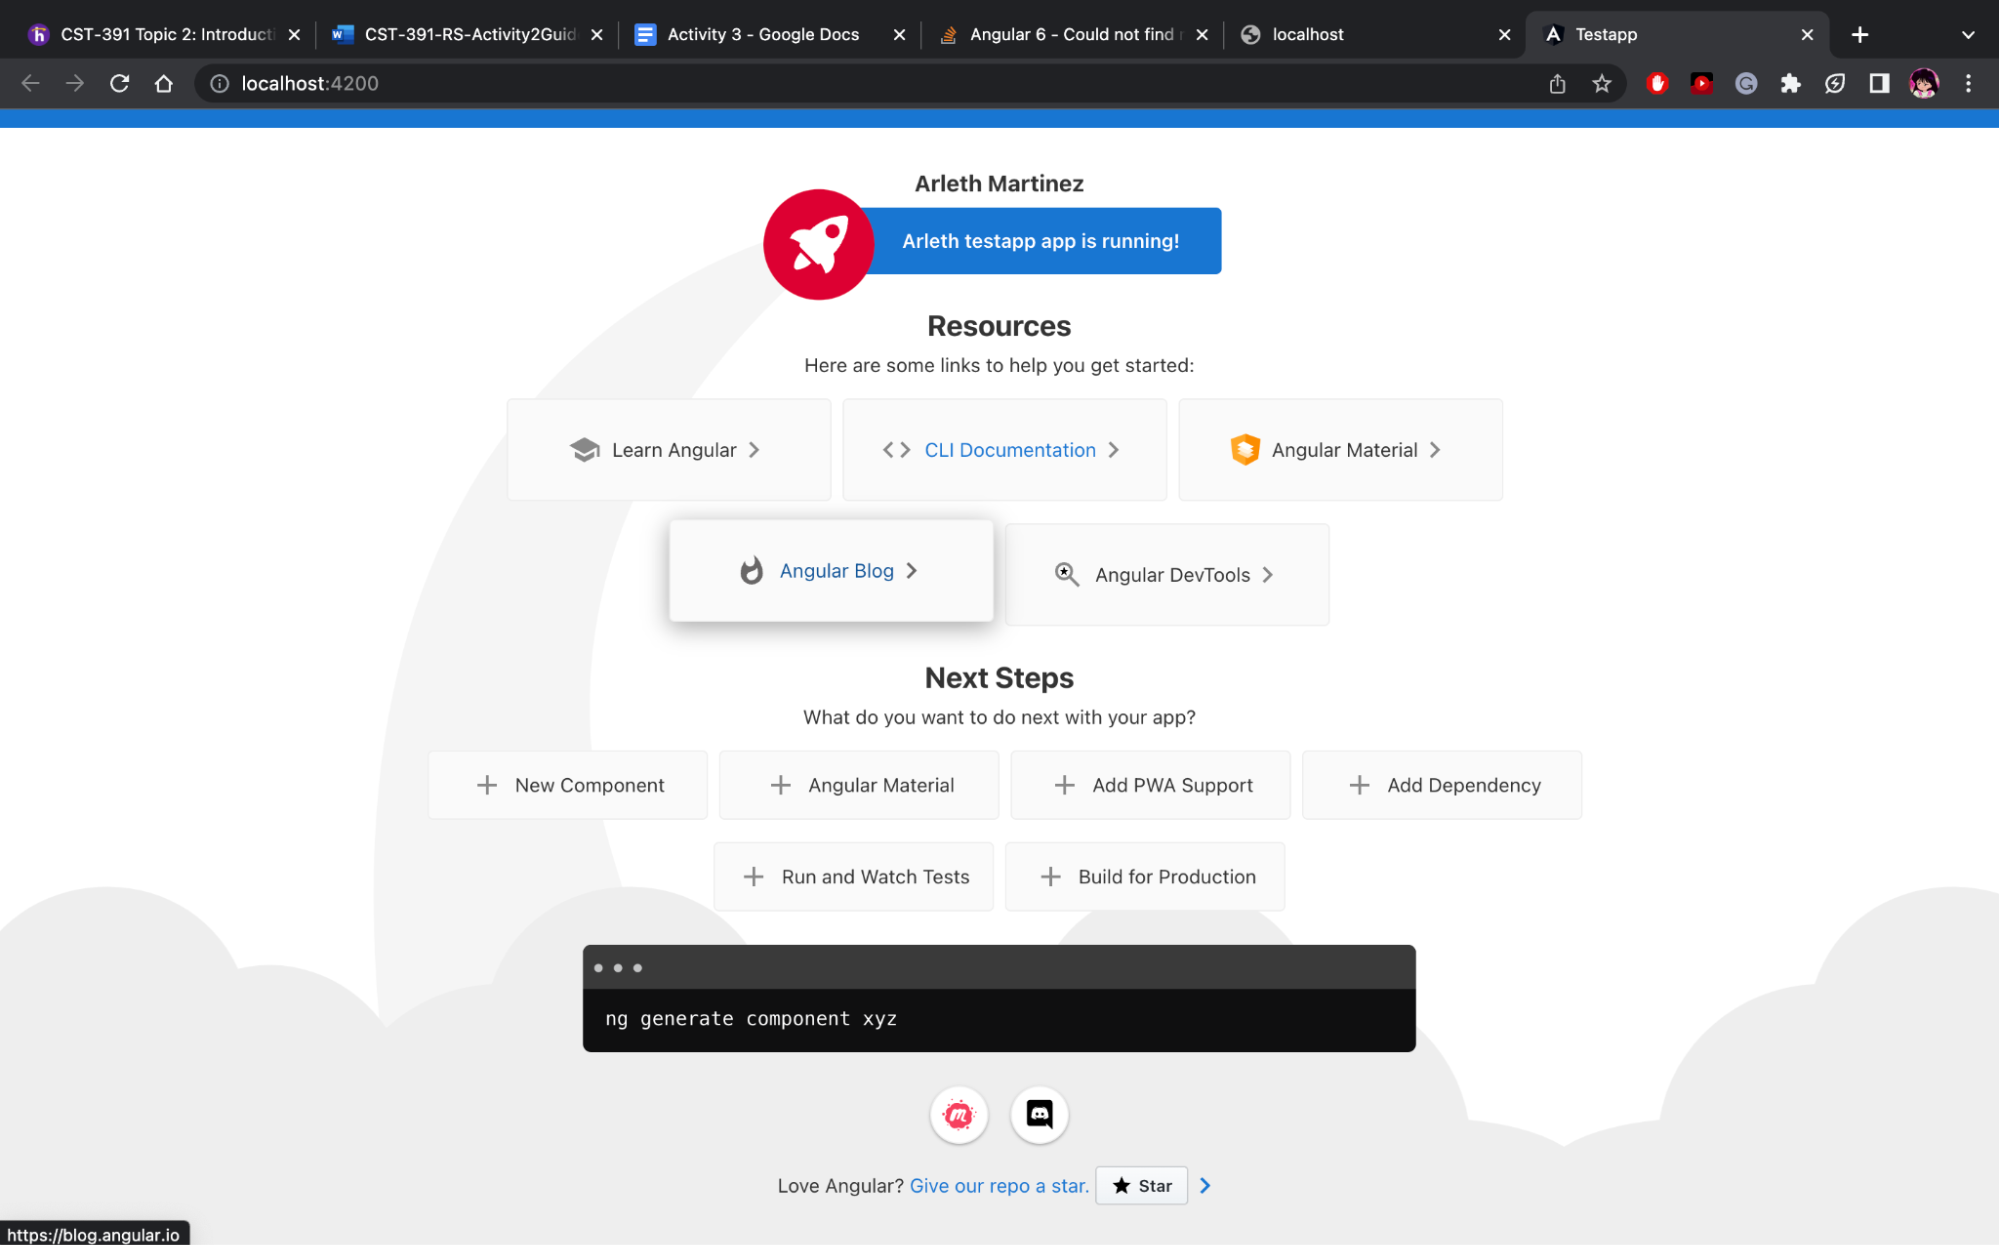 CST-391 Topic 2: Introducti
CST-391-RS-Activity2Guid
Activity 3 - Google Docs
Angular 6 - Could not find
localhost
Testapp
localhost:4200
Arleth Martinez
Arleth testapp app is running!
Resources
Here are some links to help you get started:
Learn Angular
CLI Documentation
Angular Material
Angular Blog
Angular DevTools
Next Steps
What do you want to do next with your app?
New Component
Angular Material
Add PWA Support
Add Dependency
Run and Watch Tests
Build for Production
ng generate component xyz
Love Angular? Give our repo a star. Star
https://blog.angular.io